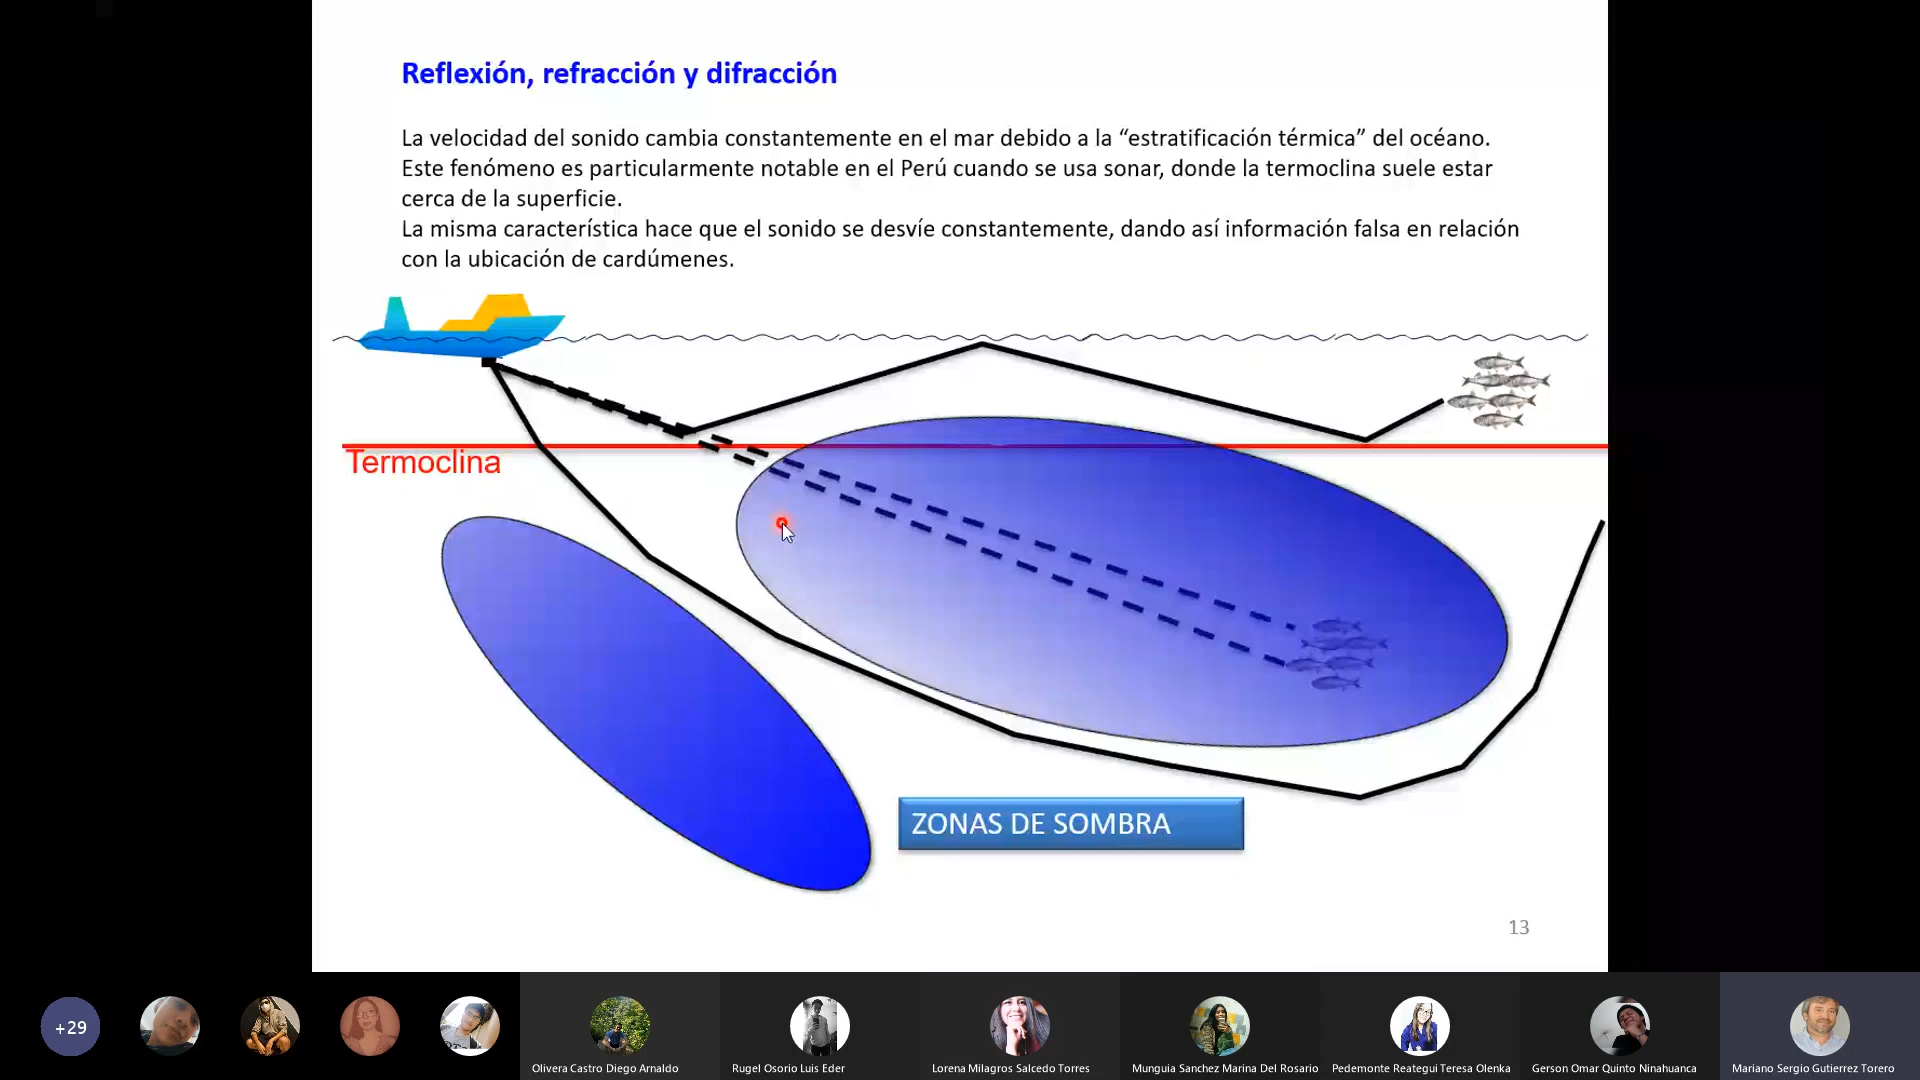 Reflexión, refracción y difracción
La velocidad del sonido cambia constantemente en el mar debido a la “estratificación térmica” del océano.
Este fenómeno es particularmente notable en el Perú cuando se usa sonar, donde la termoclina suele estar
cerca de la superficie.
La misma característica hace que el sonido se desvíe constantemente, dando así información falsa en relación
con la ubicación de cardúmenes.
Termoclina
ZONAS DE SOMBRA
13
+29
Olivera Castro Diego Arnaldo
Rugel Osorio Luis Eder
Lorena Milagros Salcedo Torres
Munguia Sanchez Marina Del Rosario
Pedemonte Reategui Teresa Olenka
Gerson Omar Quinto Ninahuanca
Mariano Sergio Gutierrez Torero